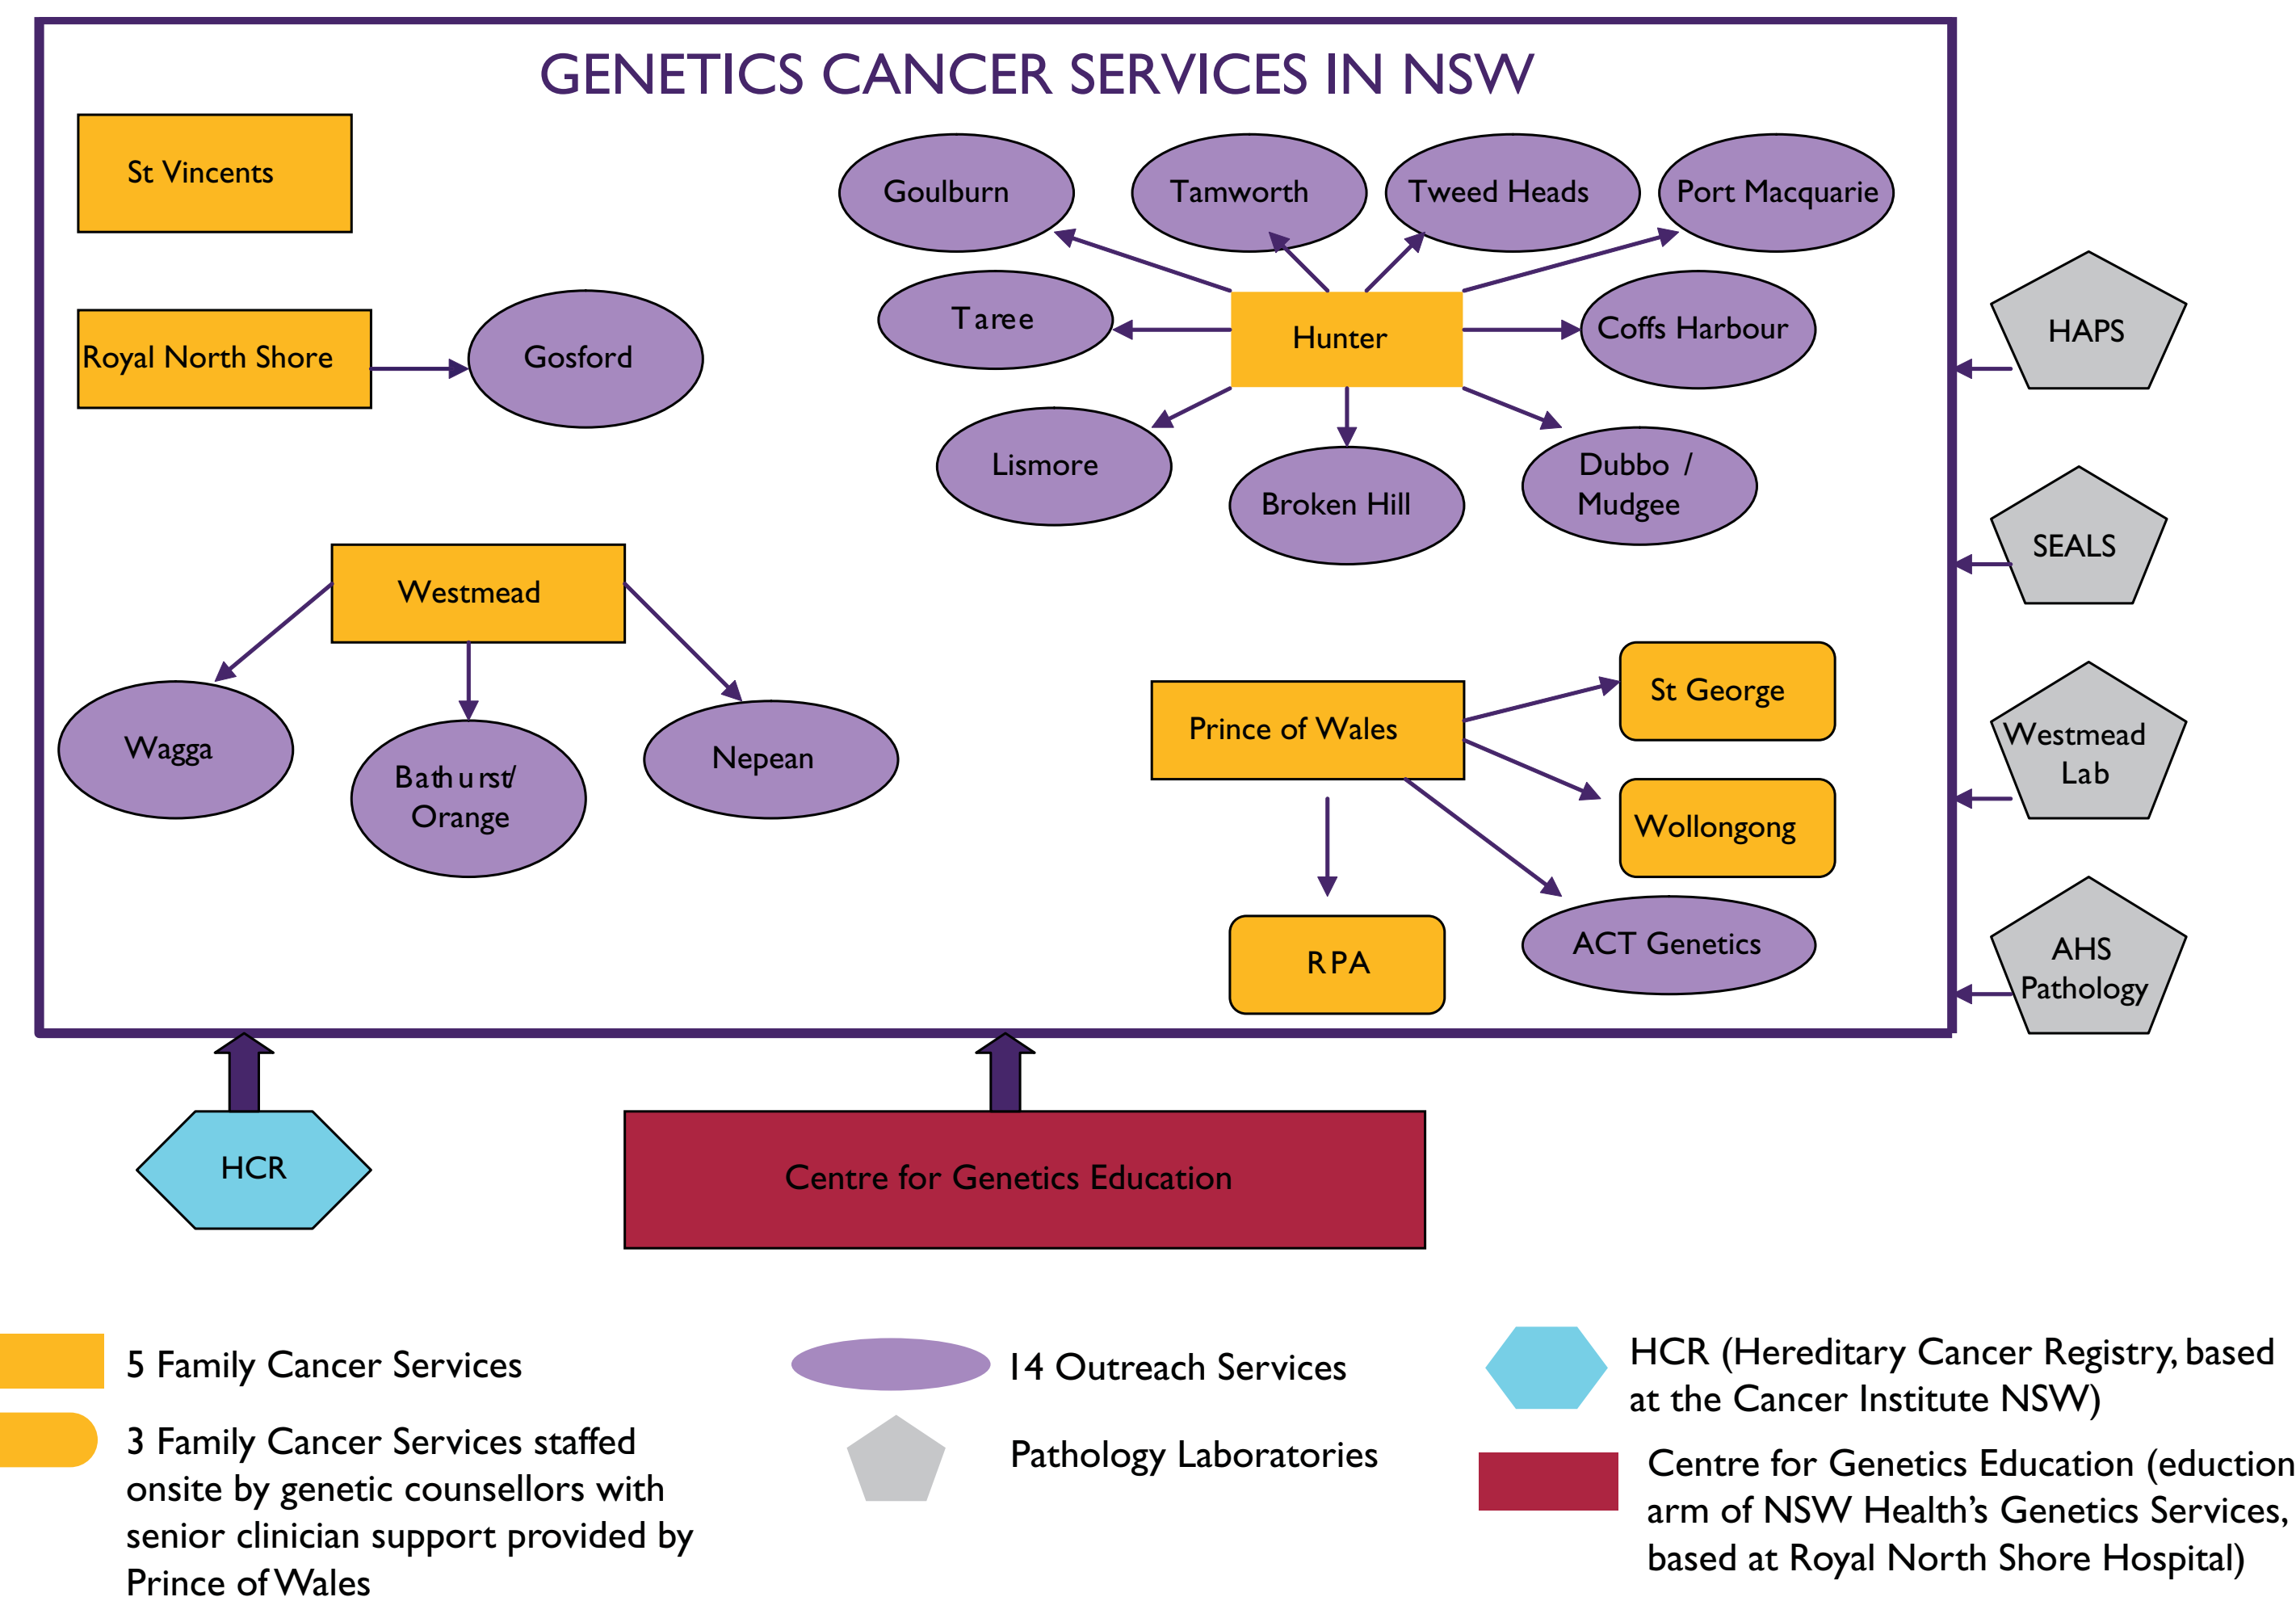 GENETICS CANCER SERVICES IN NSW
St Vincents
Goulburn
Tamworth
Tweed Heads
Port Macquarie
Royal North Shore
Gosford
Taree
Hunter
Coffs Harbour
HAPS
Lismore
Broken Hill
Dubbo /
Mudgee
SEALS
Westmead
Wagga
Bathurst/
Orange
Nepean
Prince of Wales
St George
Wollongong
Westmead
Lab
RPA
ACT Genetics
AHS
Pathology
HCR
Centre for Genetics Education
5 Family Cancer Services
3 Family Cancer Services staffed
onsite by genetic counsellors with
senior clinician support provided by
Prince of Wales
14 Outreach Services
Pathology Laboratories
HCR (Hereditary Cancer Registry, based
at the Cancer Institute NSW)
Centre for Genetics Education (eduction
arm of NSW Health’s Genetics Services,
based at Royal North Shore Hospital)